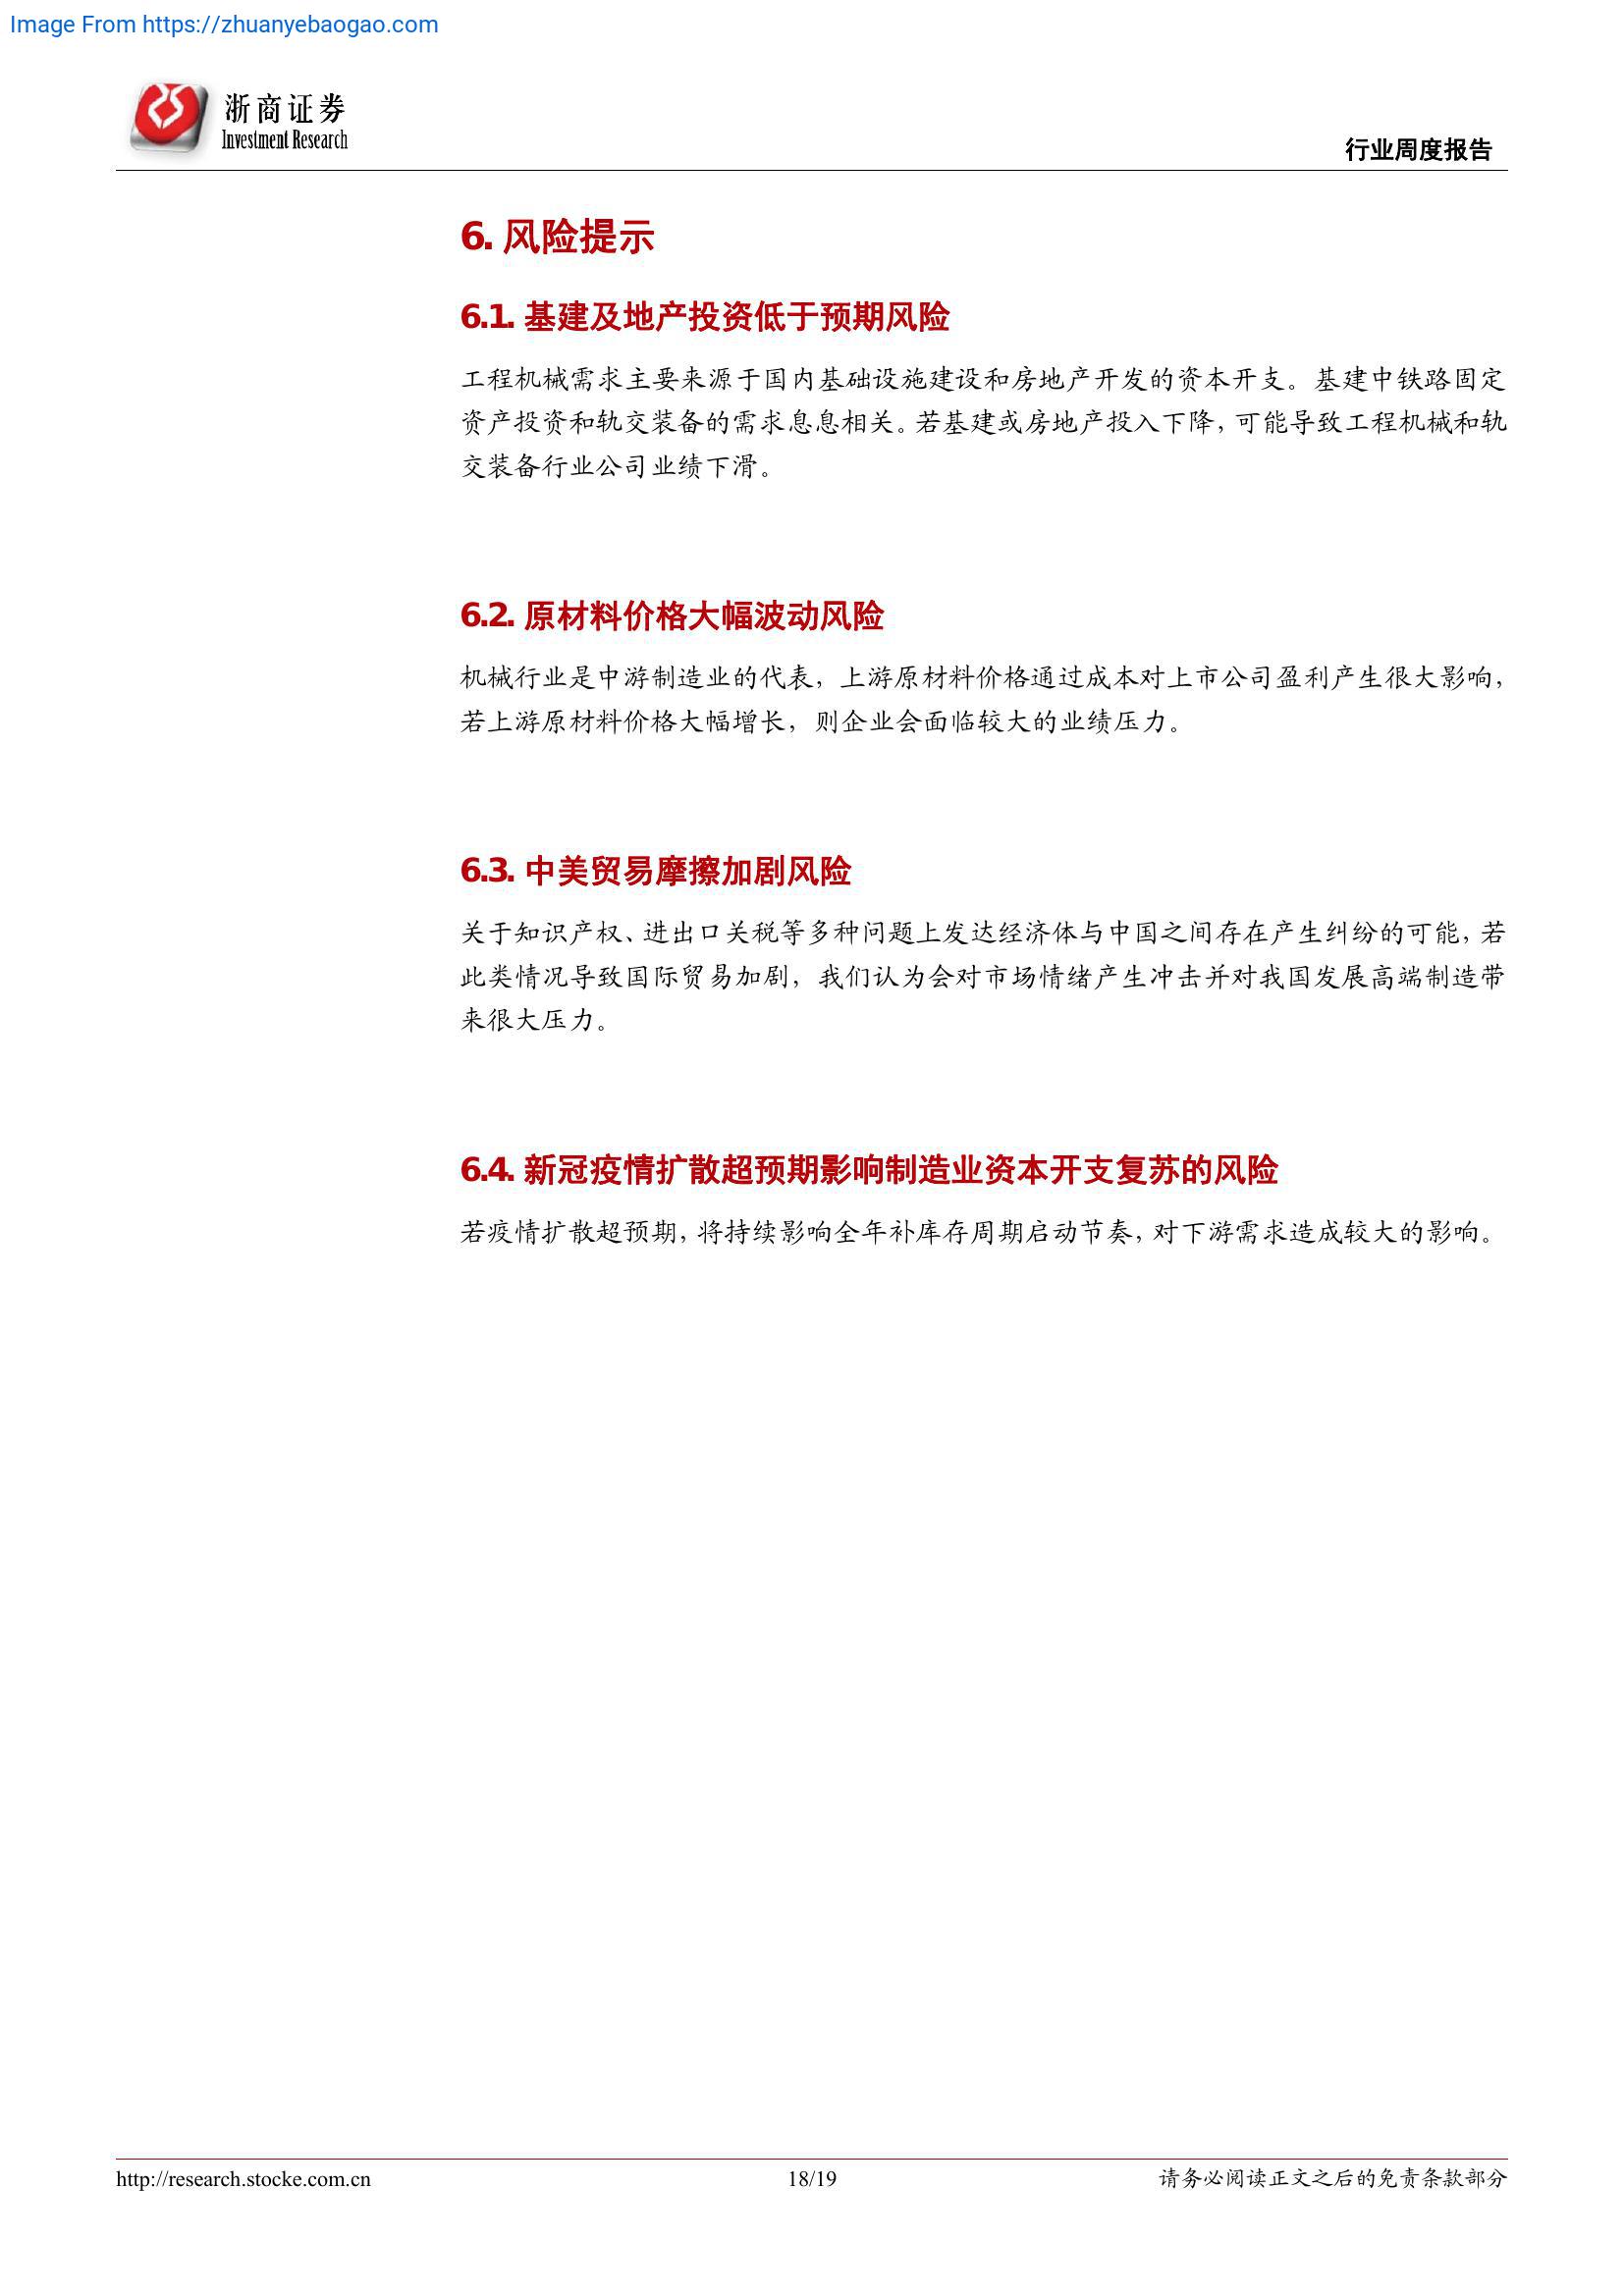 Image From https://zhuanyebaogao.com
浙商证券
Investment Research
行业周度报告
6. 风险提示
6.1. 基建及地产投资低于预期风险
工程机械需求主要来源于国内基础设施建设和房地产开发的资本开支。基建中铁路固定
资产投资和轨交装备的需求息息相关。若基建或房地产投入下降，可能导致工程机械和轨
交装备行业公司业绩下滑。
6.2. 原材料价格大幅波动风险
机械行业是中游制造业的代表，上游原材料价格通过成本对上市公司盈利产生很大影响，
若上游原材料价格大幅增长，则企业会面临较大的业绩压力。
6.3. 中美贸易摩擦加剧风险
关于知识产权、进出口关税等多种问题上发达经济体与中国之间存在产生纠纷的可能，若
此类情况导致国际贸易加剧，我们认为会对市场情绪产生冲击并对我国发展高端制造带
来很大压力。
6.4. 新冠疫情扩散超预期影响制造业资本开支复苏的风险
若疫情扩散超预期，将持续影响全年补库存周期启动节奏，对下游需求造成较大的影响。
http://research.stocke.com.cn
18/19
请务必阅读正文之后的免责条款部分